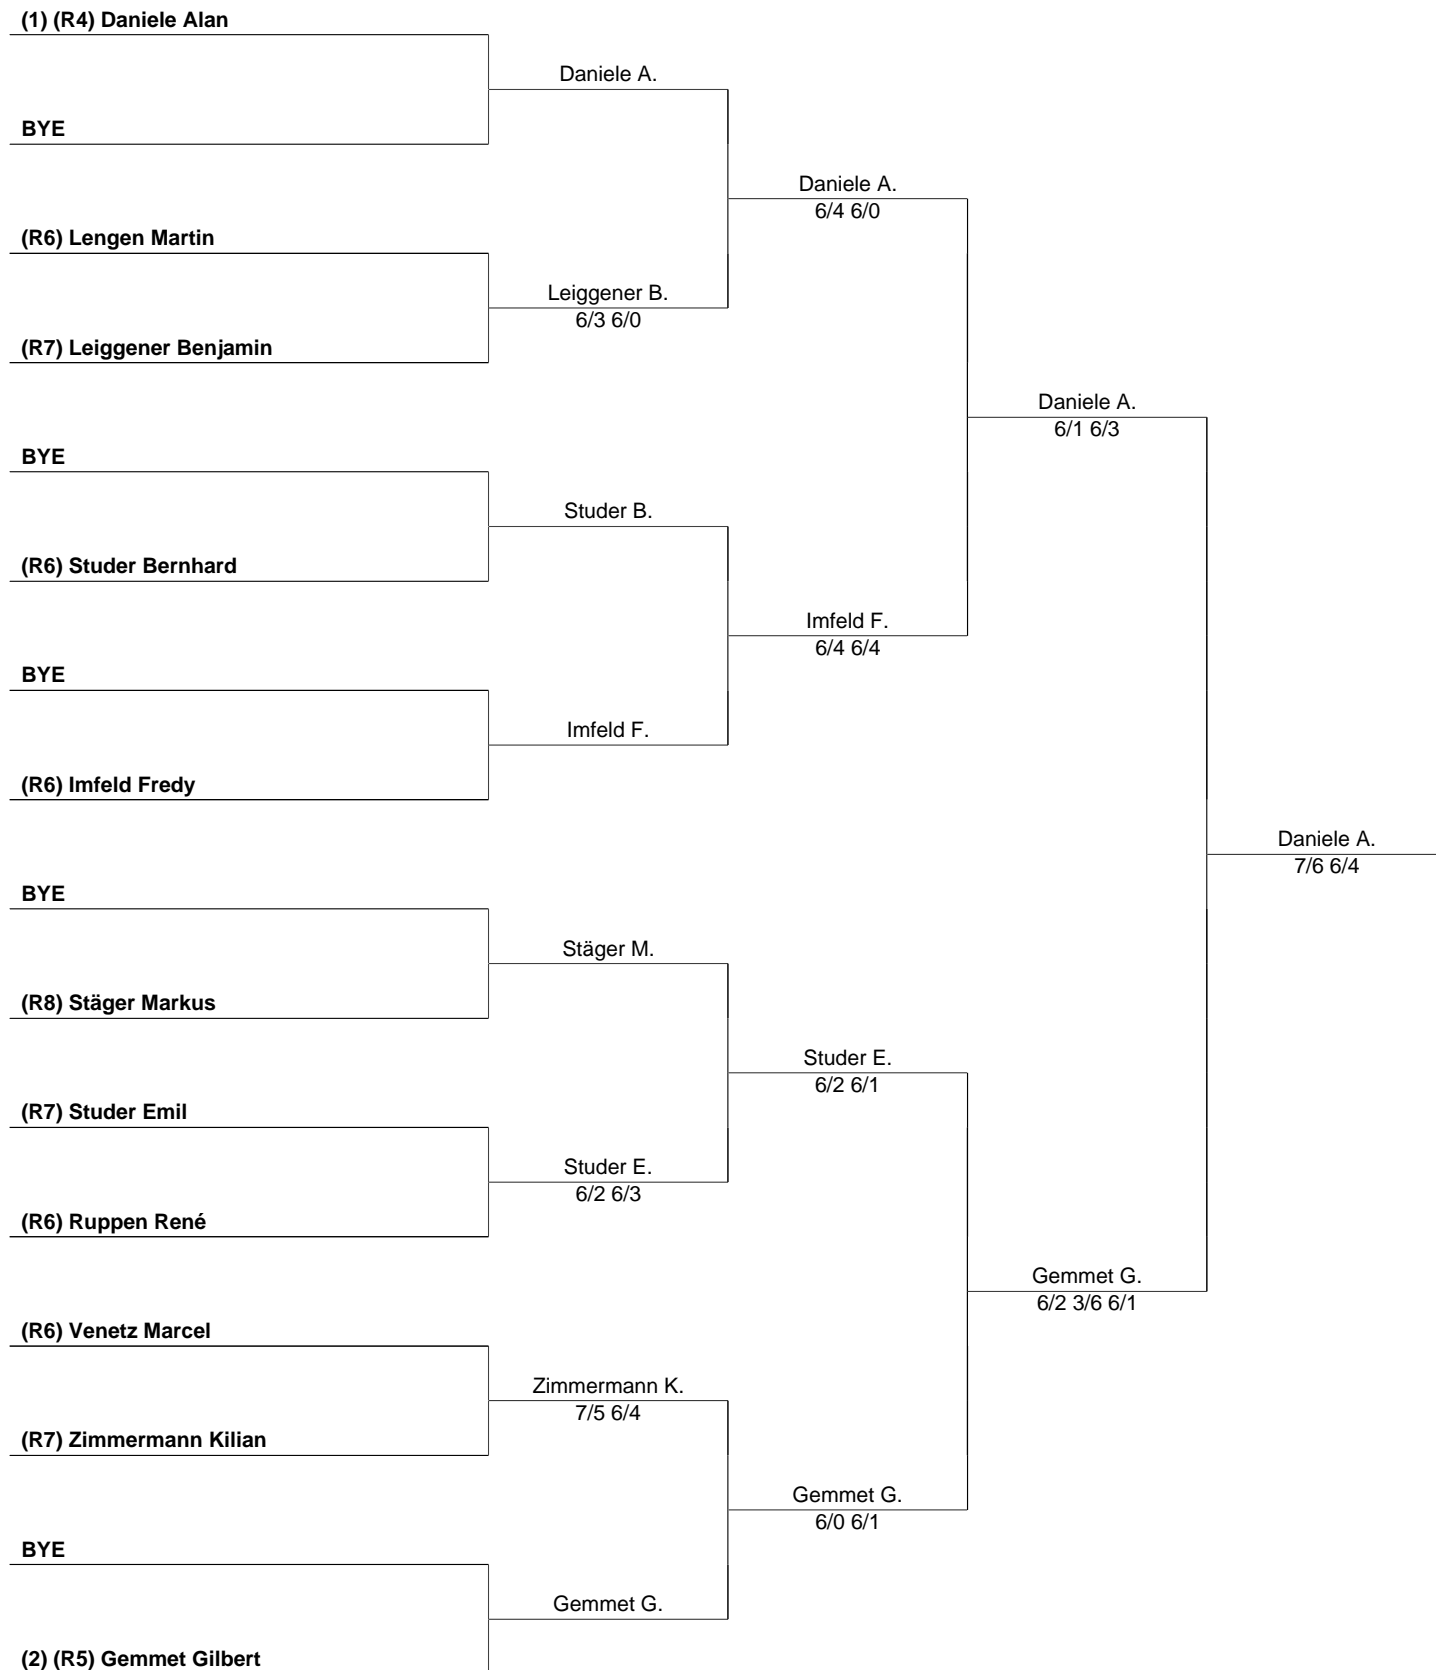 (1) (R4) Daniele Alan
Daniele A.
BYE
Daniele A.
6/4 6/0
(R6) Lengen Martin
Leiggener B.
6/3 6/0
(R7) Leiggener Benjamin
Daniele A.
6/1 6/3
BYE
Studer B.
(R6) Studer Bernhard
Imfeld F.
6/4 6/4
BYE
Imfeld F.
(R6) Imfeld Fredy
Daniele A.
7/6 6/4
BYE
Stäger M.
(R8) Stäger Markus
Studer E.
6/2 6/1
(R7) Studer Emil
Studer E.
6/2 6/3
(R6) Ruppen René
Gemmet G.
6/2 3/6 6/1
(R6) Venetz Marcel
Zimmermann K.
7/5 6/4
(R7) Zimmermann Kilian
Gemmet G.
6/0 6/1
BYE
Gemmet G.
(2) (R5) Gemmet Gilbert